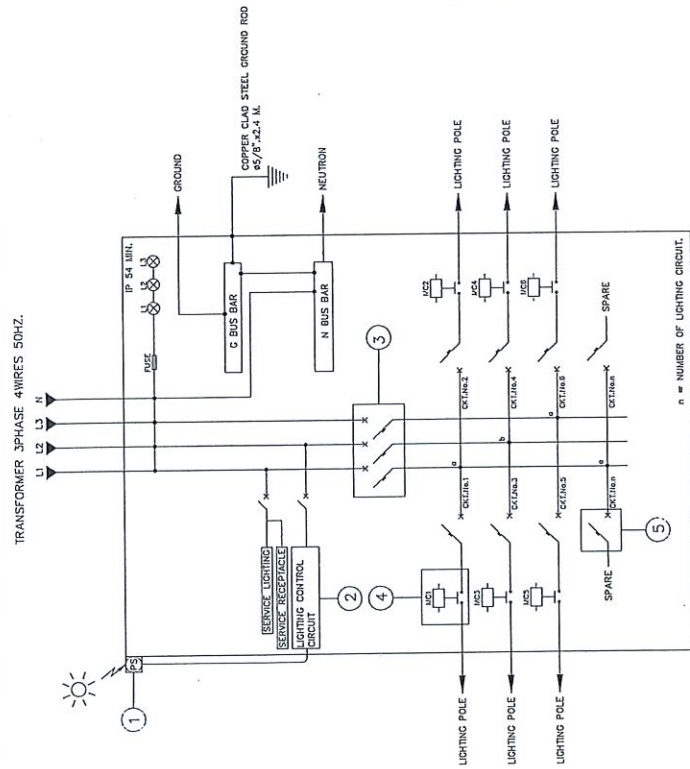 TRANSFORMER 3PHASE 4WIRES 50HZ.
L1
L2
L3
N
FUSE
L1
L2
L3
IP 54 MIN.
GROUND
G BUS BAR
COPPER CLAD STEEL GROUND ROD
ø5/8".x2.4 M.
N BUS BAR
NEUTRON
PS
1
SERVICE LIGHTING
SERVICE RECEPTACLE
LIGHTING CONTROL
CIRCUIT
2
3
4
MC1
CKT.No.1
a
CKT.No.2
MC2
LIGHTING POLE
LIGHTING POLE
MC3
CKT.No.3
b
CKT.No.4
MC4
LIGHTING POLE
LIGHTING POLE
MC5
CKT.No.5
CKT.No.6
MC6
LIGHTING POLE
LIGHTING POLE
SPARE
CKT.No.n
CKT.No.n
SPARE
5
n = NUMBER OF LIGHTING CIRCUIT.